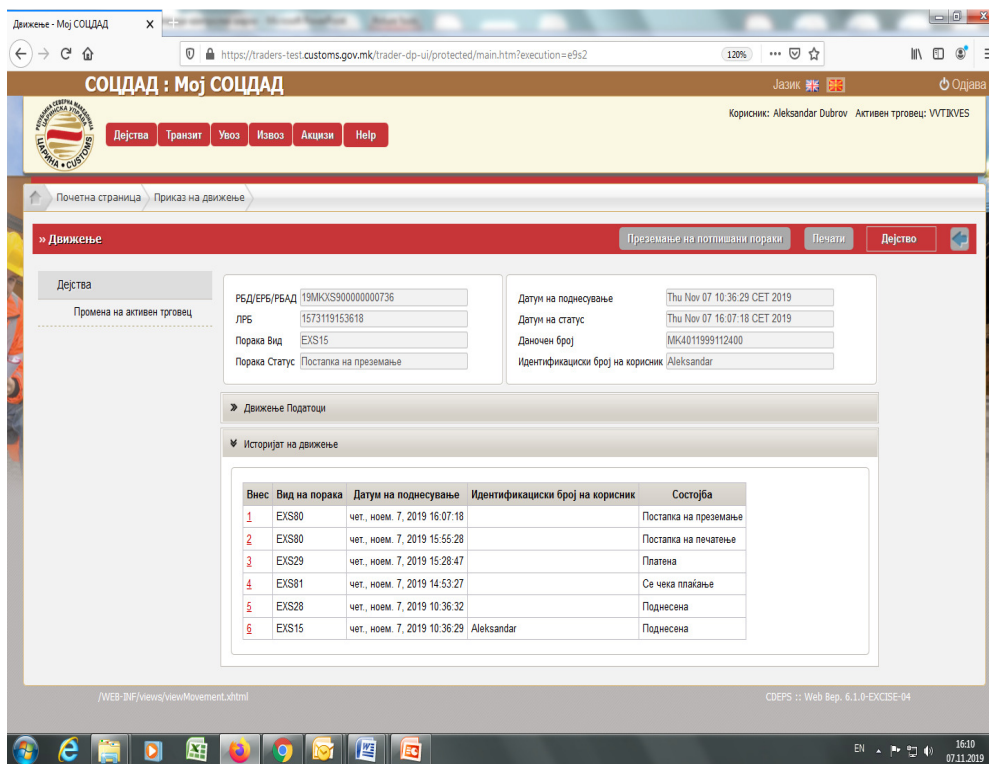 Движење - Мој СОЦДАД X
https://traders-test.customs.gov.mk/trader-dp-ui/protected/main.htm?execution=e9s2 120%
СОЦДАД : Мој СОЦДАД Јазик Одјава
Корисник: Aleksandar Dubrov Активен трговец: VVTIKVES
РЕПУБЛИКА СЕВЕРНА МАКЕДОНИЈА ЦАРИНСКА УПРАВА
ЦАРИНА • CUSTOMS
Дејства Транзит Увоз Извоз Акцизи Help
Почетна страница Приказ на движење
» Движење Преземање на потпишани пораки Печати Дејство
Дејства
Промена на активен трговец
РБД/ЕРБ/РБАД 19MKXS900000000736
ЛРБ 1573119153618
Порака Вид EXS15
Порака Статус Постапка на преземање
Датум на поднесување Thu Nov 07 10:36:29 CET 2019
Датум на статус Thu Nov 07 16:07:18 CET 2019
Даночен број MK4011999112400
Идентификациски број на корисник Aleksandar
Движење Податоци
Историјат на движење
Внес Вид на порака Датум на поднесување Идентификациски број на корисник Состојба
1 EXS80 чет., ноем. 7, 2019 16:07:18 Постапка на преземање
2 EXS80 чет., ноем. 7, 2019 15:55:28 Постапка на печатење
3 EXS29 чет., ноем. 7, 2019 15:28:47 Платена
4 EXS81 чет., ноем. 7, 2019 14:53:27 Се чека плаќање
5 EXS28 чет., ноем. 7, 2019 10:36:32 Поднесена
6 EXS15 чет., ноем. 7, 2019 10:36:29 Aleksandar Поднесена
/WEB-INF/views/viewMovement.xhtml CDEPS :: Web Вер. 6.1.0-EXCISE-04
EN 16:10
07.11.2019